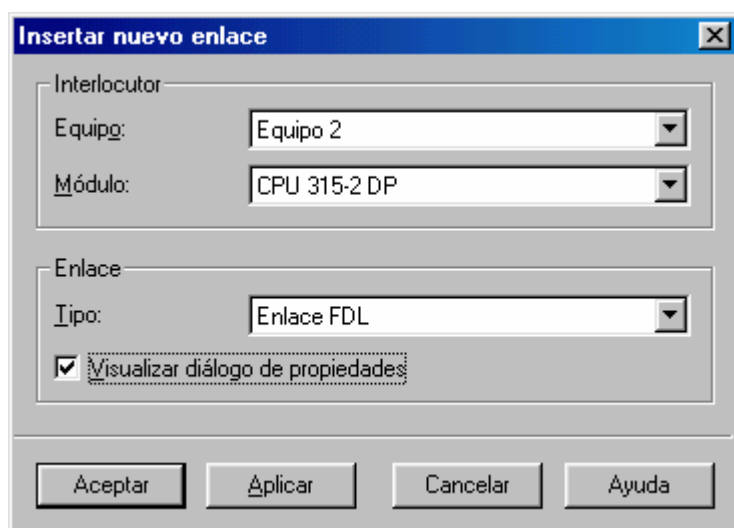 Insertar nuevo enlace
Interlocutor
Equipo: Equipo 2
Módulo: CPU 315-2 DP
Enlace
Tipo: Enlace FDL
Visualizar diálogo de propiedades
Aceptar Aplicar Cancelar Ayuda